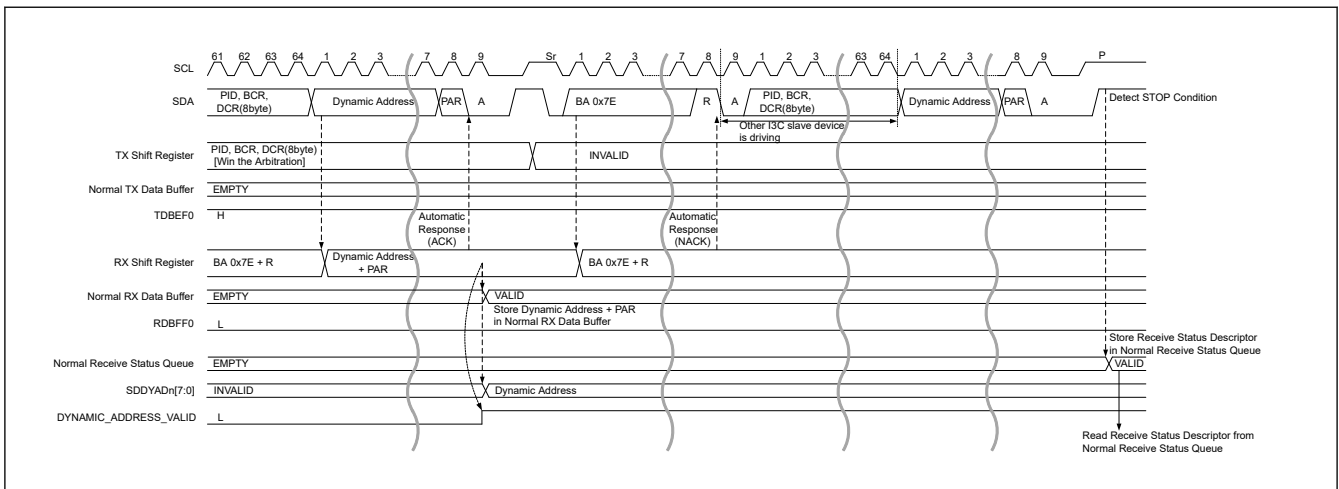 61 62 63 64 1 2 3 7 8 9 Sr 1 2 3 7 8 9 1 2 3 63 64 1 2 3 8 9 P
SCL
SDA
PID, BCR,
DCR(8byte)
Dynamic Address
PAR
A
BA 0x7E
R
A
PID, BCR,
DCR(8byte)
Dynamic Address
PAR
A
Detect STOP Condition
Other I3C slave device
is driving
TX Shift Register
PID, BCR, DCR(8byte)
[Win the Arbitration]
INVALID
Normal TX Data Buffer
EMPTY
TDBEF0
H
Automatic
Response
(ACK)
Automatic
Response
(NACK)
RX Shift Register
BA 0x7E + R
Dynamic Address
+ PAR
BA 0x7E + R
Normal RX Data Buffer
EMPTY
VALID
Store Dynamic Address + PAR
in Normal RX Data Buffer
RDBFF0
L
Store Receive Status Descriptor
in Normal Receive Status Queue
Normal Receive Status Queue
EMPTY
VALID
SDDYADn[7:0]
INVALID
Dynamic Address
DYNAMIC_ADDRESS_VALID
L
Read Receive Status Descriptor from
Normal Receive Status Queue